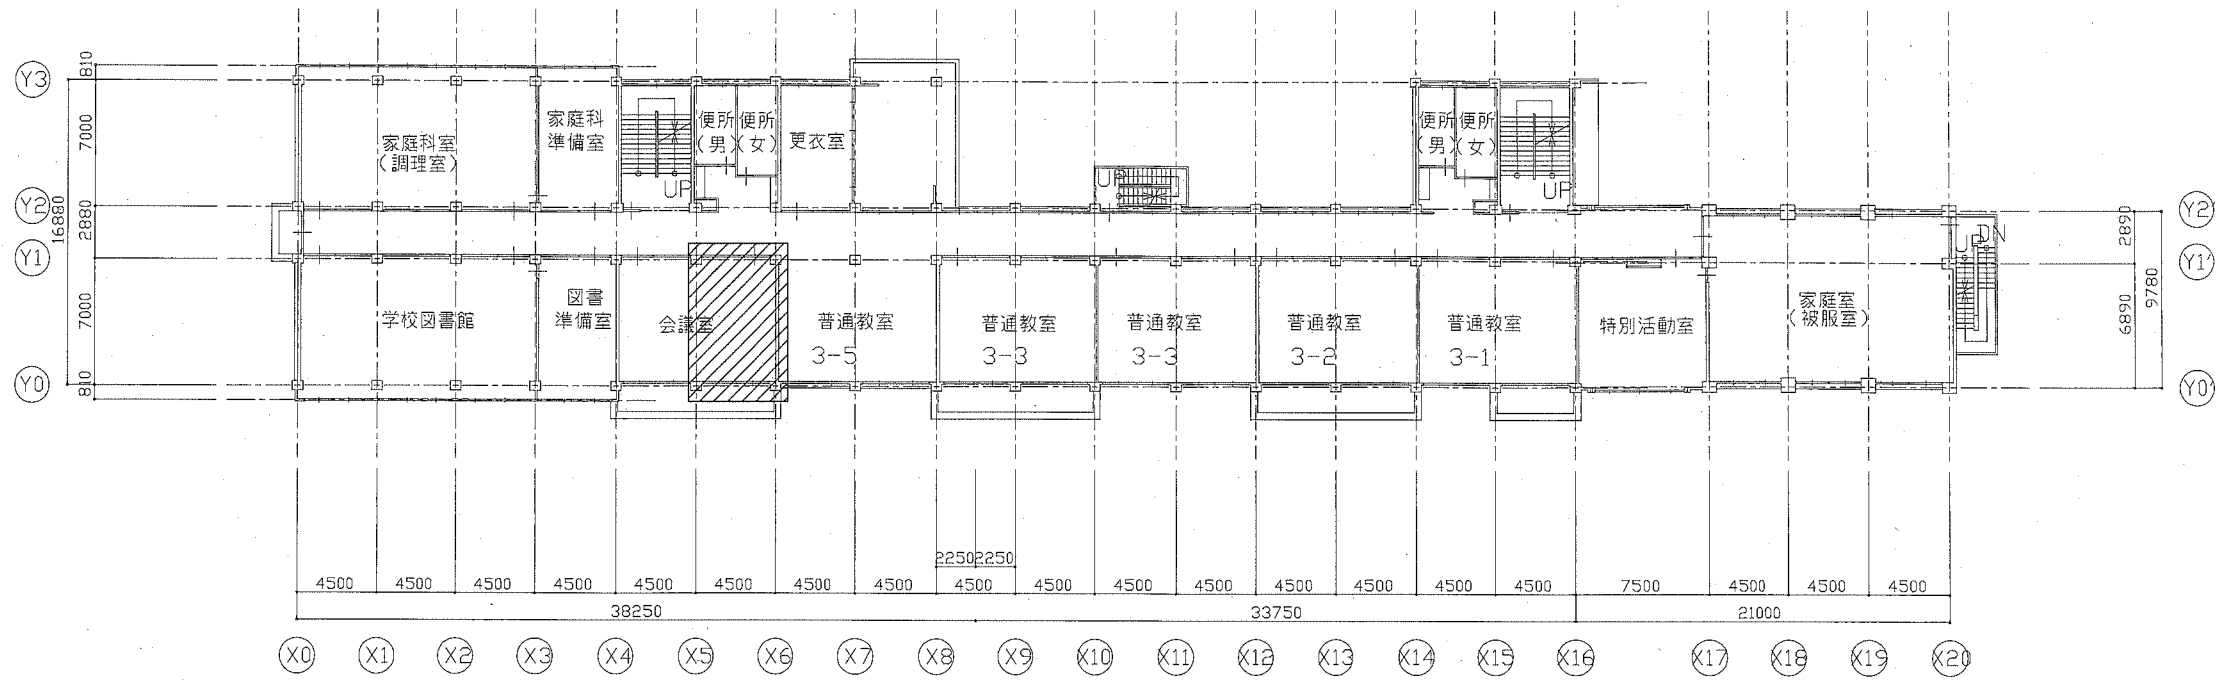 Y3
Y2
Y1
Y0
810
7000
2880
7000
810
16880
家庭科室
(調理室)
家庭科
準備室
UP
便所
(男)
便所
(女)
更衣室
UP
便所
(男)
便所
(女)
UP
学校図書館
図書
準備室
会議室
普通教室
3-5
普通教室
3-3
普通教室
3-3
普通教室
3-2
普通教室
3-1
特別活動室
家庭室
(被服室)
UP
DN
2890
6890
9780
Y2'
Y1'
Y0'
2250 2250
4500 4500 4500 4500 4500 4500 4500 4500 4500 4500 4500 4500 4500 4500 4500 4500 7500 4500 4500 4500
38250 33750 21000
X0 X1 X2 X3 X4 X5 X6 X7 X8 X9 X10 X11 X12 X13 X14 X15 X16 X17 X18 X19 X20